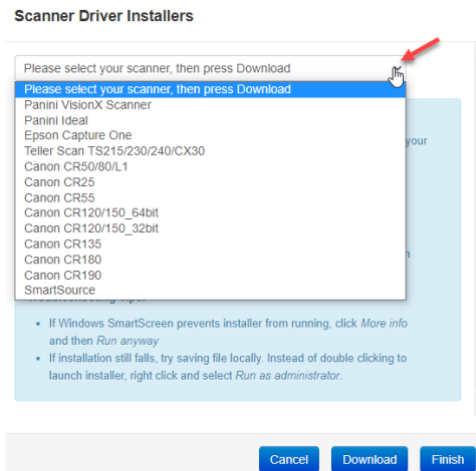 Scanner Driver Installers
Please select your scanner, then press Download
Please select your scanner, then press Download
Panini VisionX Scanner
Panini Ideal
Epson Capture One
Teller Scan TS215/230/240/CX30
Canon CR50/80/L1
Canon CR25
Canon CR55
Canon CR120/150_64bit
Canon CR120/150_32bit
Canon CR135
Canon CR180
Canon CR190
SmartSource
your
• If Windows SmartScreen prevents installer from running, click More info
and then Run anyway
• If installation still falls, try saving file locally. Instead of double clicking to
launch installer, right click and select Run as administrator.
Cancel Download Finish